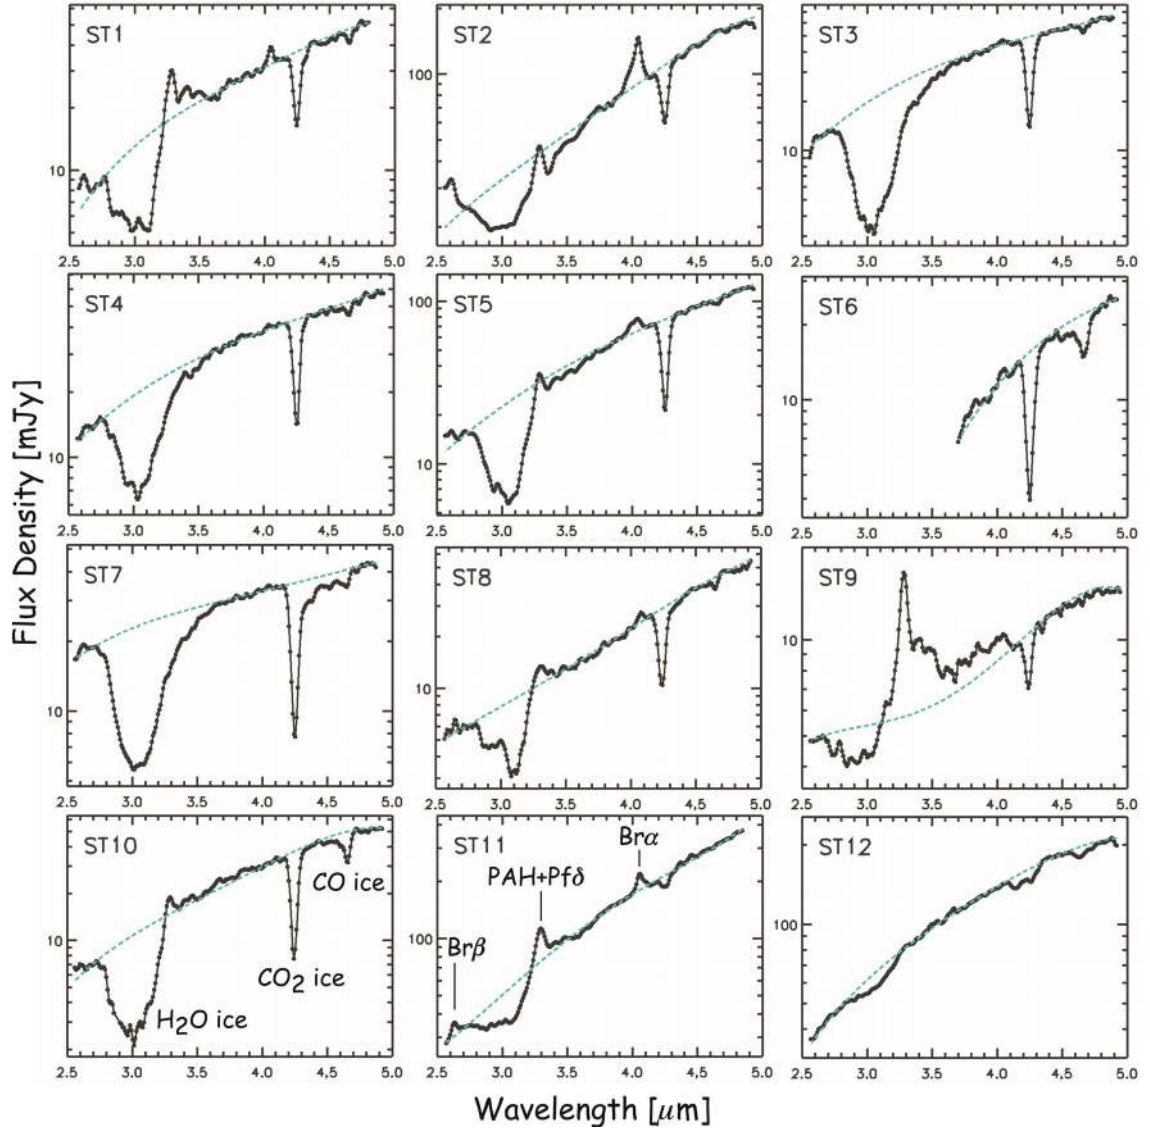 ST1 ST2 ST3
10 100 10
2.5 3.0 3.5 4.0 4.5 5.0 2.5 3.0 3.5 4.0 4.5 5.0 2.5 3.0 3.5 4.0 4.5 5.0
ST4 ST5 ST6
100
10 10 10
2.5 3.0 3.5 4.0 4.5 5.0 2.5 3.0 3.5 4.0 4.5 5.0 2.5 3.0 3.5 4.0 4.5 5.0
Flux Density [mJy]
ST7 ST8 ST9
10 10 10
2.5 3.0 3.5 4.0 4.5 5.0 2.5 3.0 3.5 4.0 4.5 5.0 2.5 3.0 3.5 4.0 4.5 5.0
ST10 ST11 ST12
10 100 100
CO ice
CO2 ice
H2O ice
Brα
PAH+Pfδ
Brβ
2.5 3.0 3.5 4.0 4.5 5.0 2.5 3.0 3.5 4.0 4.5 5.0 2.5 3.0 3.5 4.0 4.5 5.0
Wavelength [μm]